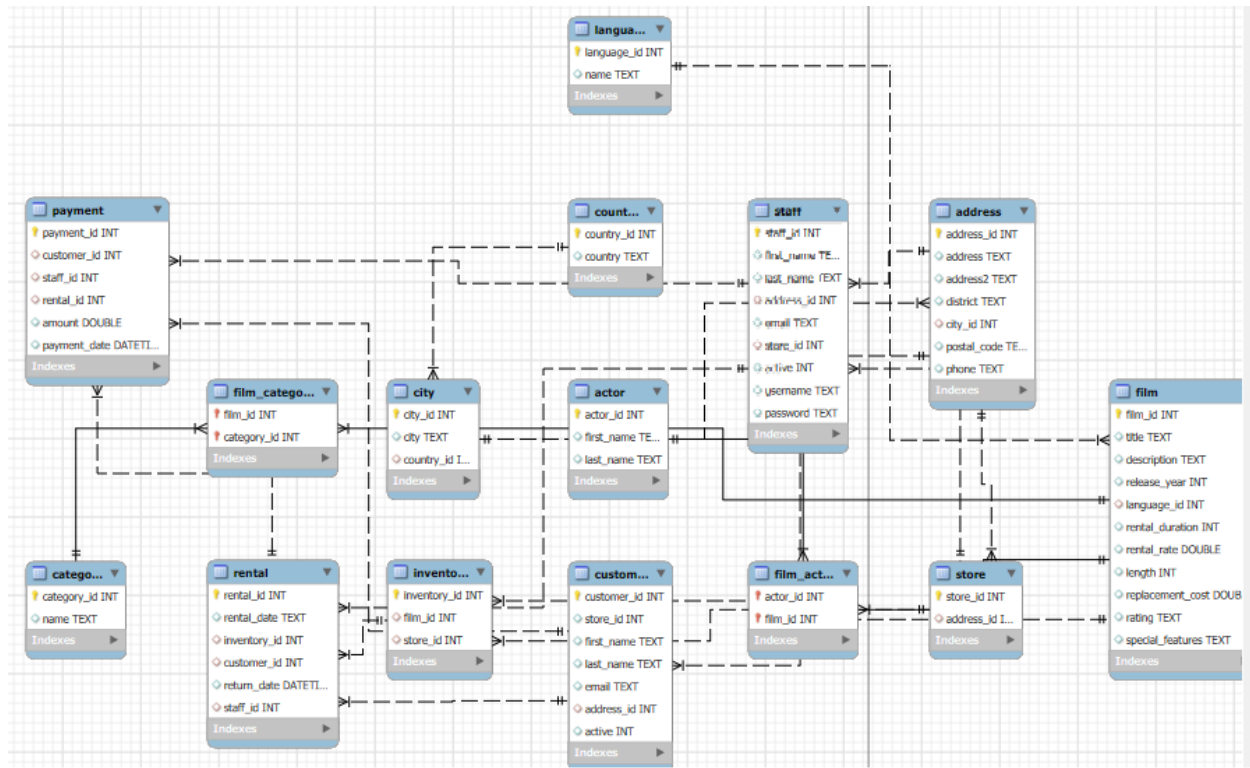 langua...
language_id INT
name TEXT
Indexes
payment
payment_id INT
customer_id INT
staff_id INT
rental_id INT
amount DOUBLE
payment_date DATETI...
Indexes
count...
country_id INT
country TEXT
Indexes
staff
staff_id INT
first_name TE...
last_name TEXT
address_id INT
email TEXT
store_id INT
active INT
username TEXT
password TEXT
Indexes
address
address_id INT
address TEXT
address2 TEXT
district TEXT
city_id INT
postal_code TE...
phone TEXT
Indexes
film_catego...
film_id INT
category_id INT
Indexes
city
city_id INT
city TEXT
country_id I...
Indexes
actor
actor_id INT
first_name TE...
last_name TEXT
Indexes
film
film_id INT
title TEXT
description TEXT
release_year INT
language_id INT
rental_duration INT
rental_rate DOUBLE
length INT
replacement_cost DOUB
rating TEXT
special_features TEXT
Indexes
catego...
category_id INT
name TEXT
Indexes
rental
rental_id INT
rental_date TEXT
inventory_id INT
customer_id INT
return_date DATETI...
staff_id INT
Indexes
invento...
inventory_id INT
film_id INT
store_id INT
Indexes
custom...
customer_id INT
store_id INT
first_name TEXT
last_name TEXT
email TEXT
address_id INT
active INT
Indexes
film_act...
actor_id INT
film_id INT
Indexes
store
store_id INT
address_id I...
Indexes